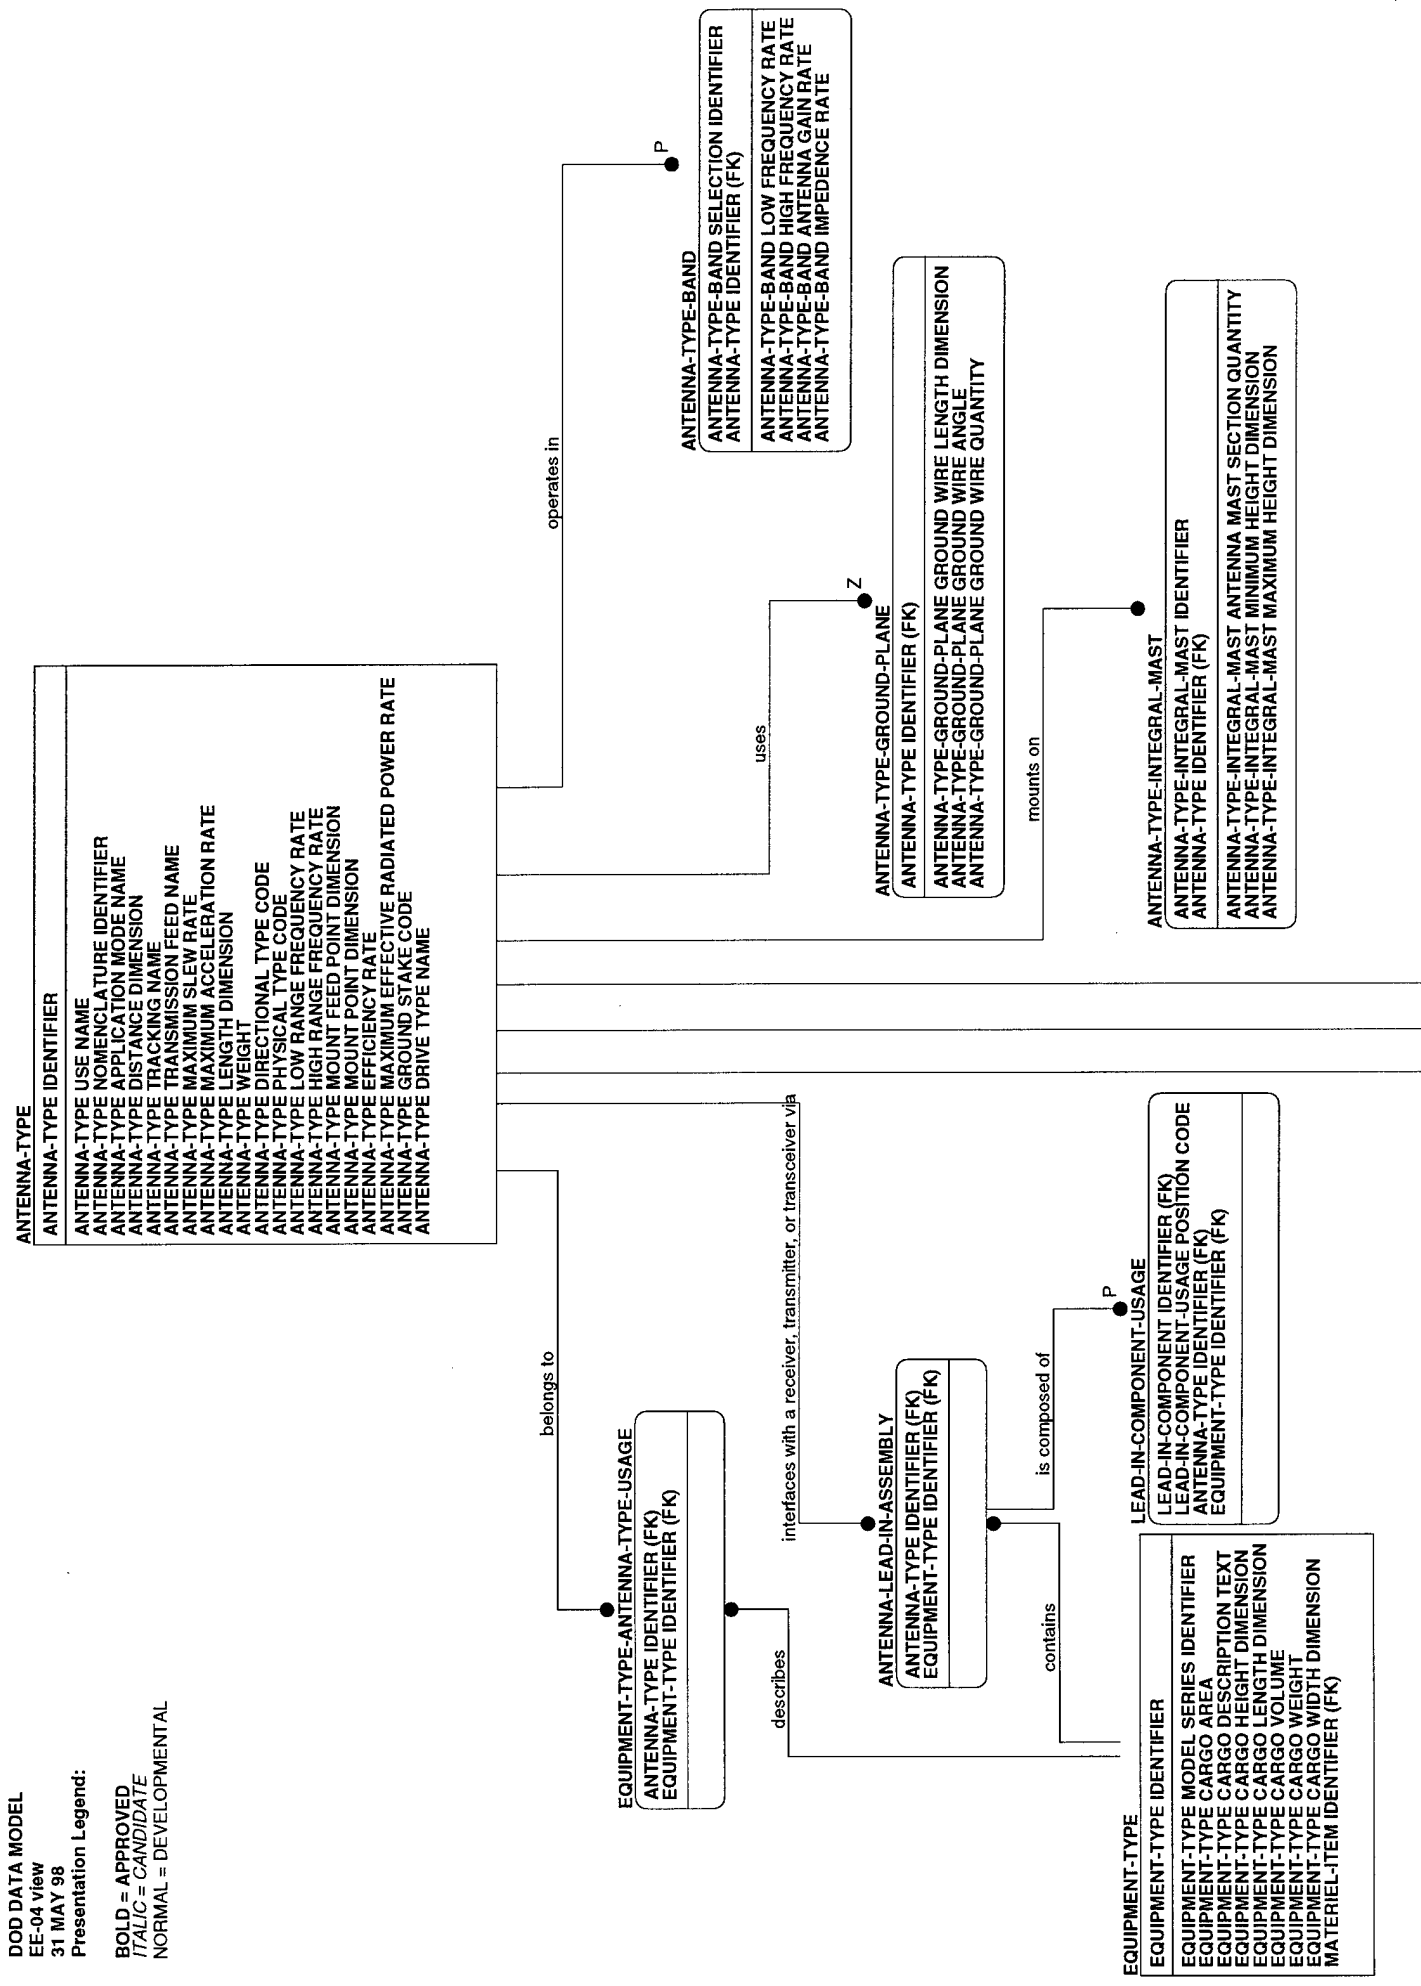 DOD DATA MODEL
EE-04 view
31 MAY 98
Presentation Legend:
BOLD = APPROVED
ITALIC = CANDIDATE
NORMAL = DEVELOPMENTAL
ANTENNA-TYPE
ANTENNA-TYPE IDENTIFIER
ANTENNA-TYPE USE NAME
ANTENNA-TYPE NOMENCLATURE IDENTIFIER
ANTENNA-TYPE APPLICATION MODE NAME
ANTENNA-TYPE DISTANCE DIMENSION
ANTENNA-TYPE TRACKING NAME
ANTENNA-TYPE TRANSMISSION FEED NAME
ANTENNA-TYPE MAXIMUM SLEW RATE
ANTENNA-TYPE MAXIMUM ACCELERATION RATE
ANTENNA-TYPE LENGTH DIMENSION
ANTENNA-TYPE WEIGHT
ANTENNA-TYPE DIRECTIONAL TYPE CODE
ANTENNA-TYPE PHYSICAL TYPE CODE
ANTENNA-TYPE LOW RANGE FREQUENCY RATE
ANTENNA-TYPE HIGH RANGE FREQUENCY RATE
ANTENNA-TYPE MOUNT FEED POINT DIMENSION
ANTENNA-TYPE MOUNT POINT DIMENSION
ANTENNA-TYPE EFFICIENCY RATE
ANTENNA-TYPE MAXIMUM EFFECTIVE RADIATED POWER RATE
ANTENNA-TYPE GROUND STAKE CODE
ANTENNA-TYPE DRIVE TYPE NAME
belongs to
operates in
P
EQUIPMENT-TYPE-ANTENNA-TYPE-USAGE
ANTENNA-TYPE IDENTIFIER (FK)
EQUIPMENT-TYPE IDENTIFIER (FK)
ANTENNA-TYPE-BAND
ANTENNA-TYPE-BAND SELECTION IDENTIFIER
ANTENNA-TYPE IDENTIFIER (FK)
ANTENNA-TYPE-BAND LOW FREQUENCY RATE
ANTENNA-TYPE-BAND HIGH FREQUENCY RATE
ANTENNA-TYPE-BAND ANTENNA GAIN RATE
ANTENNA-TYPE-BAND IMPEDENCE RATE
describes
interfaces with a receiver, transmitter, or transceiver via
uses
Z
ANTENNA-LEAD-IN-ASSEMBLY
ANTENNA-TYPE IDENTIFIER (FK)
EQUIPMENT-TYPE IDENTIFIER (FK)
ANTENNA-TYPE-GROUND-PLANE
ANTENNA-TYPE IDENTIFIER (FK)
ANTENNA-TYPE-GROUND-PLANE GROUND WIRE LENGTH DIMENSION
ANTENNA-TYPE-GROUND-PLANE GROUND WIRE ANGLE
ANTENNA-TYPE-GROUND-PLANE GROUND WIRE QUANTITY
contains
is composed of
P
mounts on
EQUIPMENT-TYPE
EQUIPMENT-TYPE IDENTIFIER
EQUIPMENT-TYPE MODEL SERIES IDENTIFIER
EQUIPMENT-TYPE CARGO AREA
EQUIPMENT-TYPE CARGO DESCRIPTION TEXT
EQUIPMENT-TYPE CARGO HEIGHT DIMENSION
EQUIPMENT-TYPE CARGO LENGTH DIMENSION
EQUIPMENT-TYPE CARGO VOLUME
EQUIPMENT-TYPE CARGO WEIGHT
EQUIPMENT-TYPE CARGO WIDTH DIMENSION
MATERIEL-ITEM IDENTIFIER (FK)
LEAD-IN-COMPONENT-USAGE
LEAD-IN-COMPONENT IDENTIFIER (FK)
LEAD-IN-COMPONENT-USAGE POSITION CODE
ANTENNA-TYPE IDENTIFIER (FK)
EQUIPMENT-TYPE IDENTIFIER (FK)
ANTENNA-TYPE-INTEGRAL-MAST
ANTENNA-TYPE-INTEGRAL-MAST IDENTIFIER
ANTENNA-TYPE IDENTIFIER (FK)
ANTENNA-TYPE-INTEGRAL-MAST ANTENNA MAST SECTION QUANTITY
ANTENNA-TYPE-INTEGRAL-MAST MINIMUM HEIGHT DIMENSION
ANTENNA-TYPE-INTEGRAL-MAST MAXIMUM HEIGHT DIMENSION